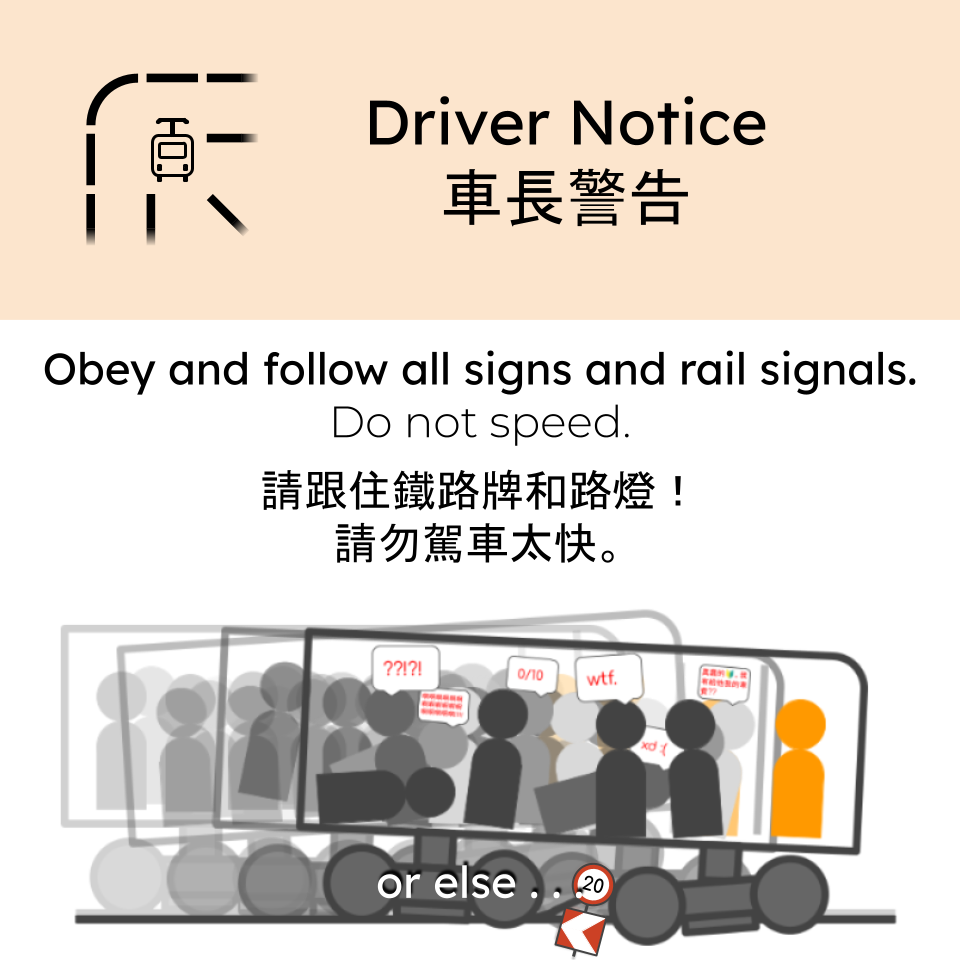 Driver Notice
車長警告
Obey and follow all signs and rail signals.
Do not speed.
請跟住鐵路牌和路燈！
請勿駕車太快。
??!?!
0/10
wtf.
xd :(
or else . . .
20